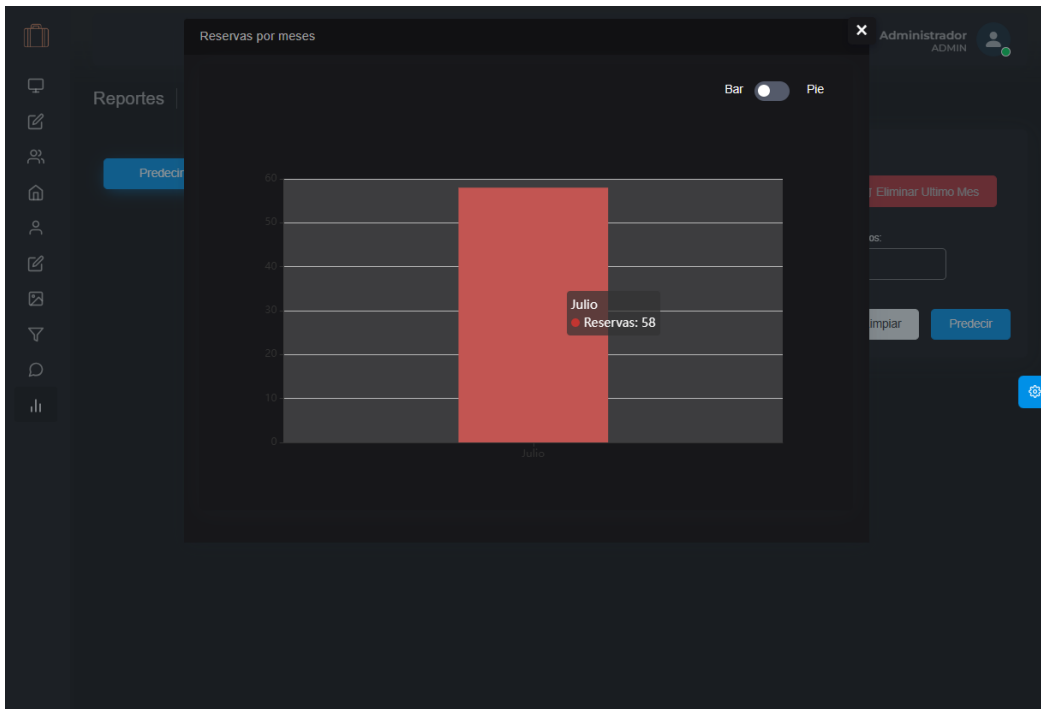 Reservas por meses
×
Administrador
ADMIN
Reportes
Bar
Pie
Predecir
60
50
40
30
20
10
0
Julio
Julio
Reservas: 58
Eliminar Ultimo Mes
os:
impiar
Predecir